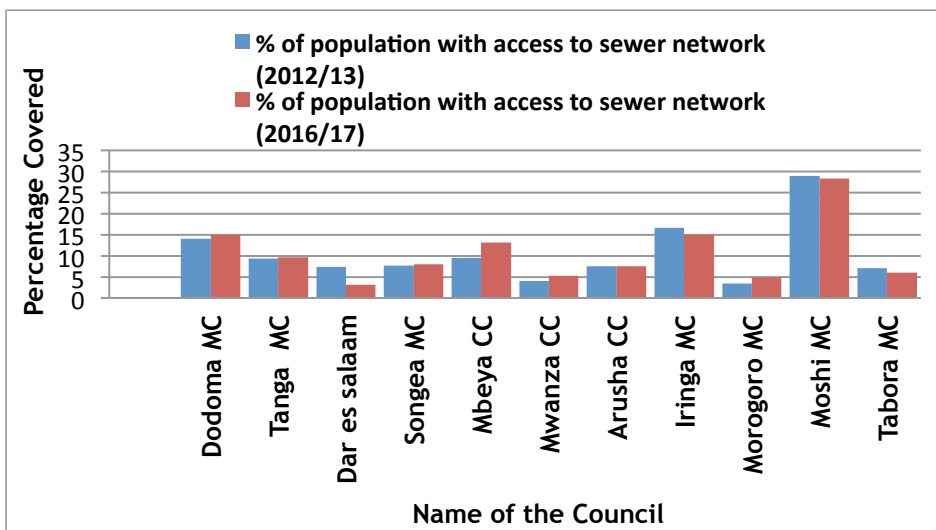 % of population with access to sewer network
(2012/13)
% of population with access to sewer network
(2016/17)
Percentage Covered
35
30
25
20
15
10
5
0
Dodoma MC
Tanga MC
Dar es salaam
Songea MC
Mbeya CC
Mwanza CC
Arusha CC
Iringa MC
Morogoro MC
Moshi MC
Tabora MC
Name of the Council